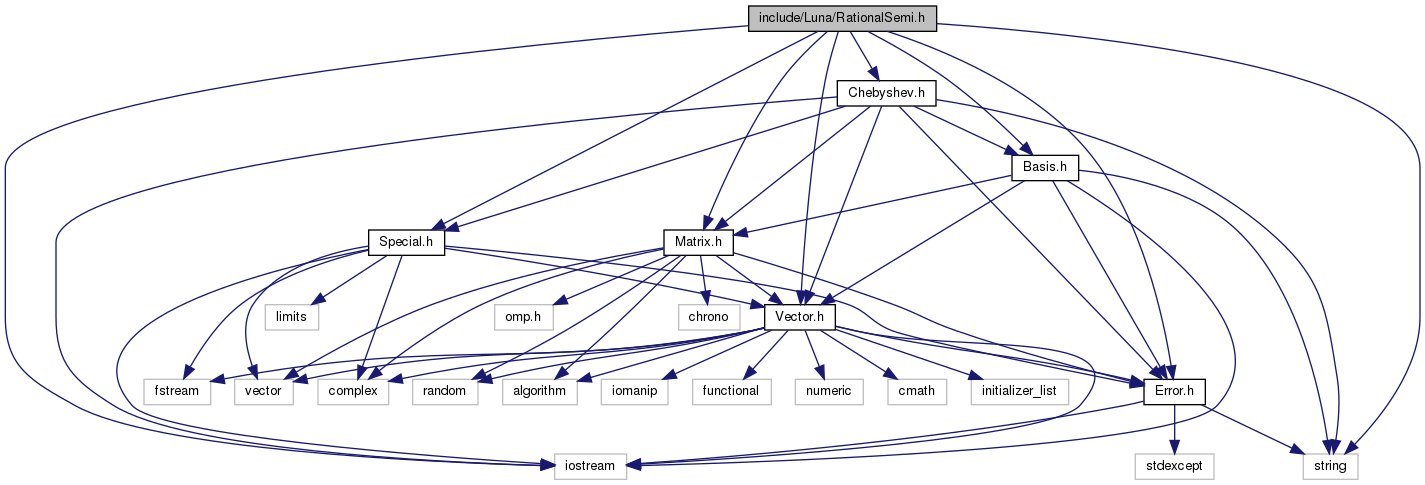 include/Luna/RationalSemi.h
Chebyshev.h
Basis.h
Special.h
Matrix.h
limits
omp.h
chrono
Vector.h
fstream
vector
complex
random
algorithm
iomanip
functional
numeric
cmath
initializer_list
Error.h
iostream
stdexcept
string